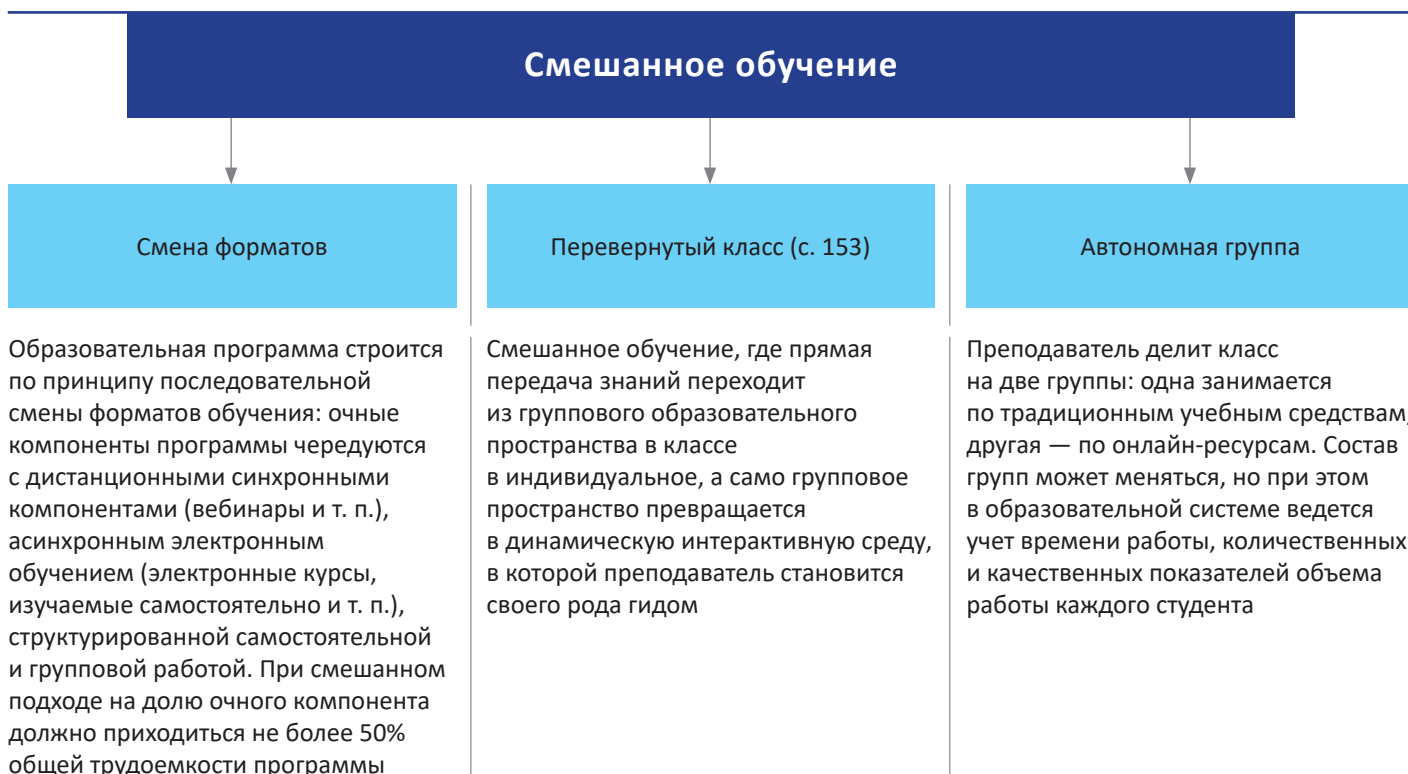 Смешанное обучение
Смена форматов
Образовательная программа строится
по принципу последовательной
смены форматов обучения: очные
компоненты программы чередуются
с дистанционными синхронными
компонентами (вебинары и т. п.),
асинхронным электронным
обучением (электронные курсы,
изучаемые самостоятельно и т. п.),
структурированной самостоятельной
и групповой работой. При смешанном
подходе на долю очного компонента
должно приходиться не более 50%
общей трудоемкости программы
Перевернутый класс (с. 153)
Смешанное обучение, где прямая
передача знаний переходит
из группового образовательного
пространства в классе
в индивидуальное, а само групповое
пространство превращается
в динамическую интерактивную среду,
в которой преподаватель становится
своего рода гидом
Автономная группа
Преподаватель делит класс
на две группы: одна занимается
по традиционным учебным средствам,
другая — по онлайн-ресурсам. Состав
групп может меняться, но при этом
в образовательной системе ведется
учет времени работы, количественных
и качественных показателей объема
работы каждого студента